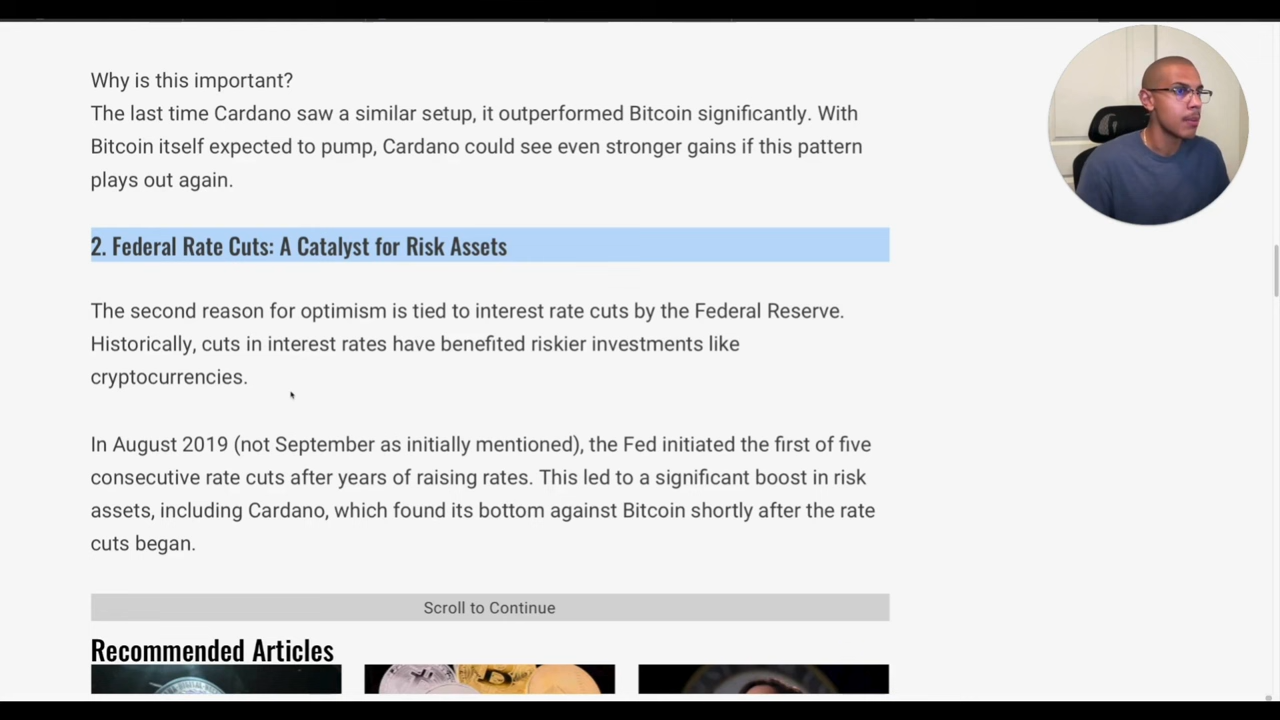 Why is this important?
The last time Cardano saw a similar setup, it outperformed Bitcoin significantly. With
Bitcoin itself expected to pump, Cardano could see even stronger gains if this pattern
plays out again.
2. Federal Rate Cuts: A Catalyst for Risk Assets
The second reason for optimism is tied to interest rate cuts by the Federal Reserve.
Historically, cuts in interest rates have benefited riskier investments like
cryptocurrencies.
In August 2019 (not September as initially mentioned), the Fed initiated the first of five
consecutive rate cuts after years of raising rates. This led to a significant boost in risk
assets, including Cardano, which found its bottom against Bitcoin shortly after the rate
cuts began.
Scroll to Continue
Recommended Articles